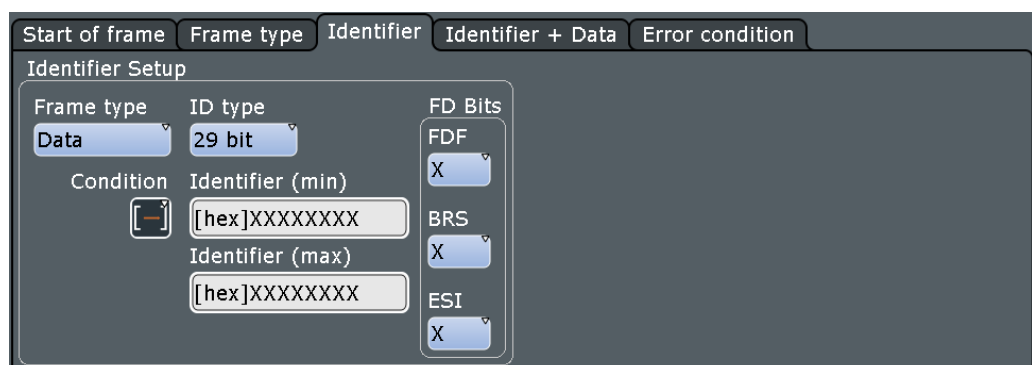 Start of frame Frame type Identifier Identifier + Data Error condition
Identifier Setup
Frame type ID type FD Bits
Data 29 bit FDF
X
Condition Identifier (min)
[hex]XXXXXXXX BRS
Identifier (max) X
[hex]XXXXXXXX ESI
X